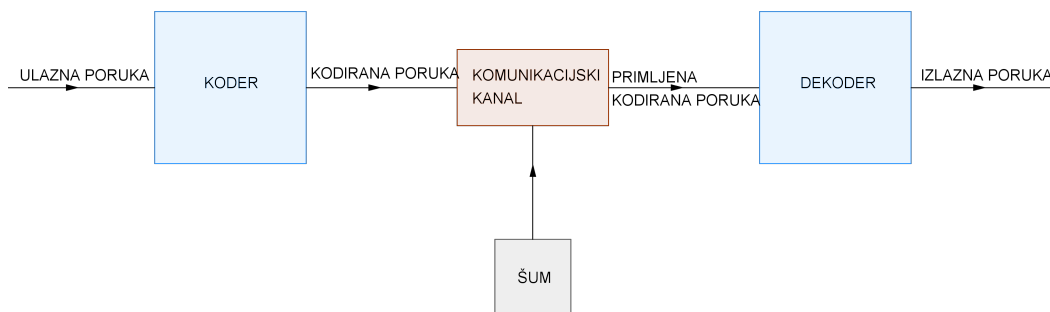 ULAZNA PORUKA
KODER
KODIRANA PORUKA
KOMUNIKACIJSKI
KANAL
PRIMLJENA
KODIRANA PORUKA
DEKODER
IZLAZNA PORUKA
ŠUM